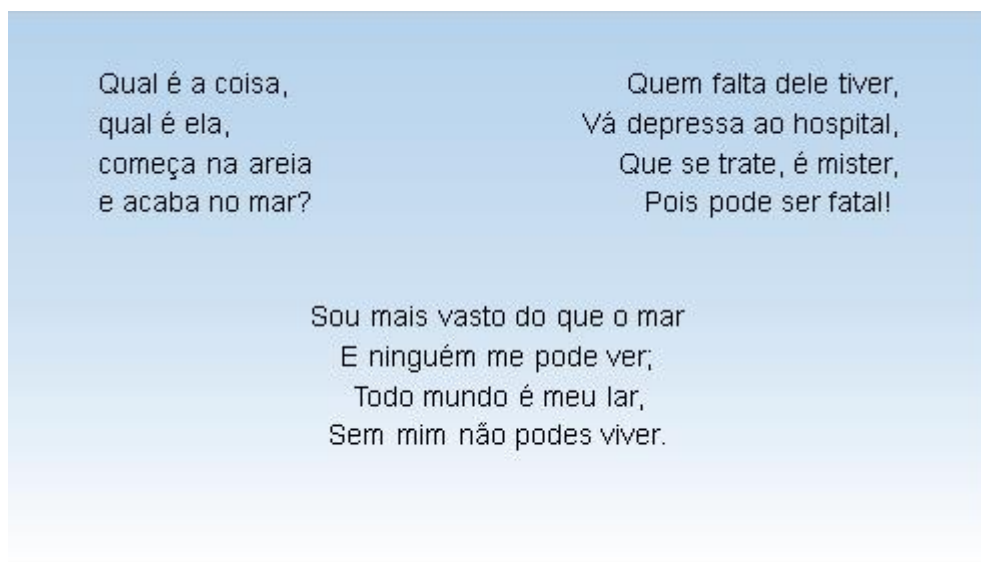 Qual é a coisa,
qual é ela,
começa na areia
e acaba no mar?
Quem falta dele tiver,
Vá depressa ao hospital,
Que se trate, é mister,
Pois pode ser fatal!
Sou mais vasto do que o mar
E ninguém me pode ver;
Todo mundo é meu lar,
Sem mim não podes viver.